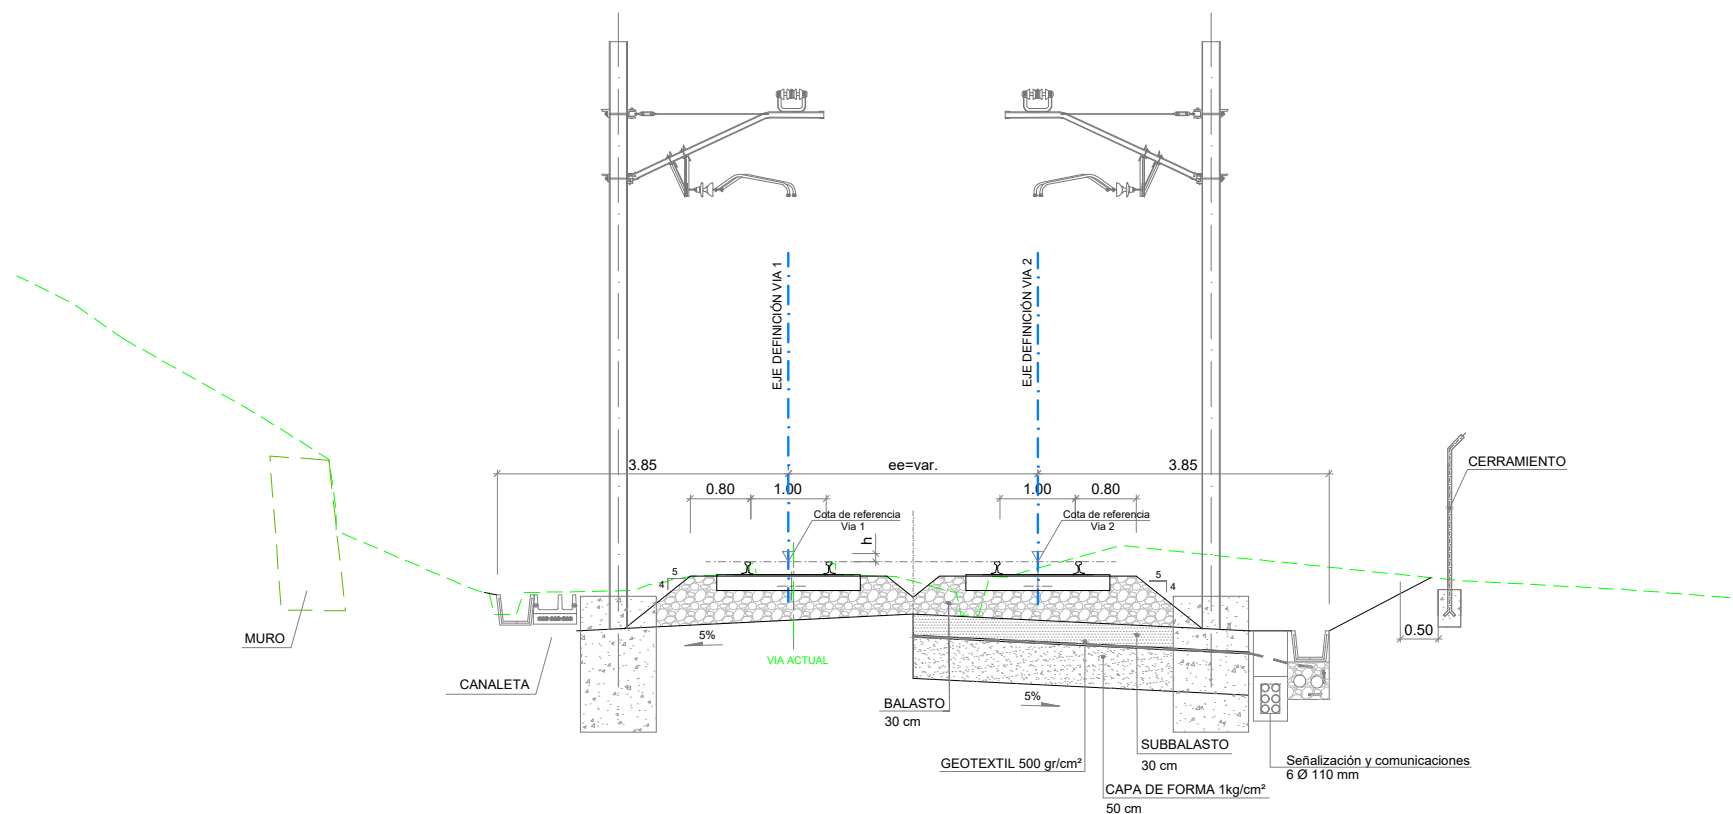 EJE DEFINICIÓN VIA 1
EJE DEFINICIÓN VIA 2
3.85
ee=var.
3.85
CERRAMIENTO
0.80
1.00
1.00
0.80
Cota de referencia
Via 1
Cota de referencia
Via 2
h
5
4
5
4
MURO
5%
0.50
VIA ACTUAL
CANALETA
BALASTO
30 cm
5%
SUBBALASTO
30 cm
GEOTEXTIL 500 gr/cm²
Señalización y comunicaciones
6 Ø 110 mm
CAPA DE FORMA 1kg/cm²
50 cm